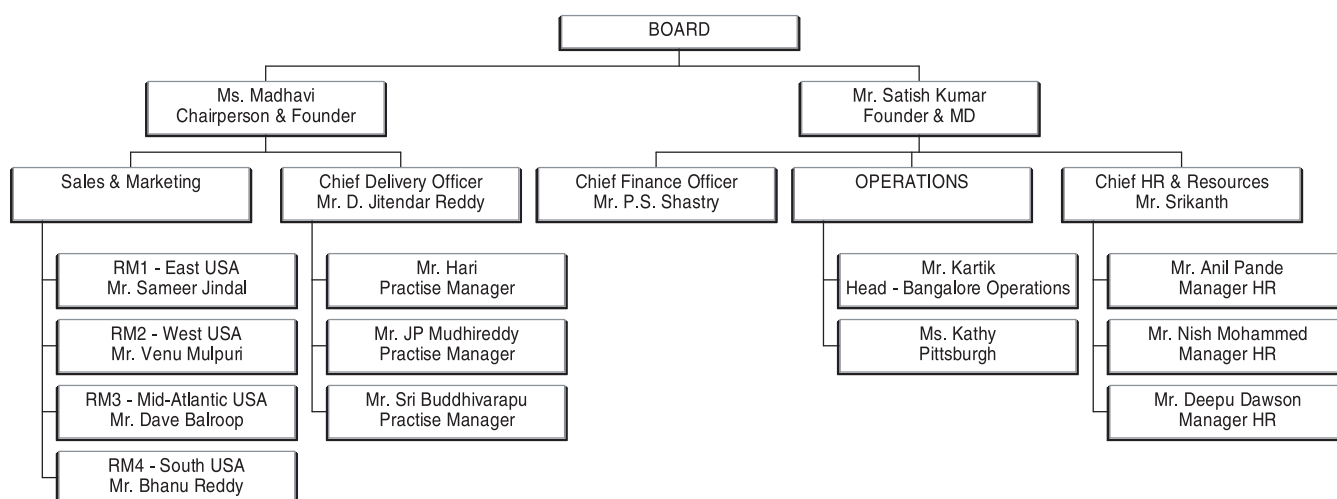 BOARD
Ms. Madhavi
Chairperson & Founder
Mr. Satish Kumar
Founder & MD
Sales & Marketing
Chief Delivery Officer
Mr. D. Jitendar Reddy
Chief Finance Officer
Mr. P.S. Shastry
OPERATIONS
Chief HR & Resources
Mr. Srikanth
RM1 - East USA
Mr. Sameer Jindal
RM2 - West USA
Mr. Venu Mulpuri
RM3 - Mid-Atlantic USA
Mr. Dave Balroop
RM4 - South USA
Mr. Bhanu Reddy
Mr. Hari
Practise Manager
Mr. JP Mudhireddy
Practise Manager
Mr. Sri Buddhivarapu
Practise Manager
Mr. Kartik
Head - Bangalore Operations
Ms. Kathy
Pittsburgh
Mr. Anil Pande
Manager HR
Mr. Nish Mohammed
Manager HR
Mr. Deepu Dawson
Manager HR